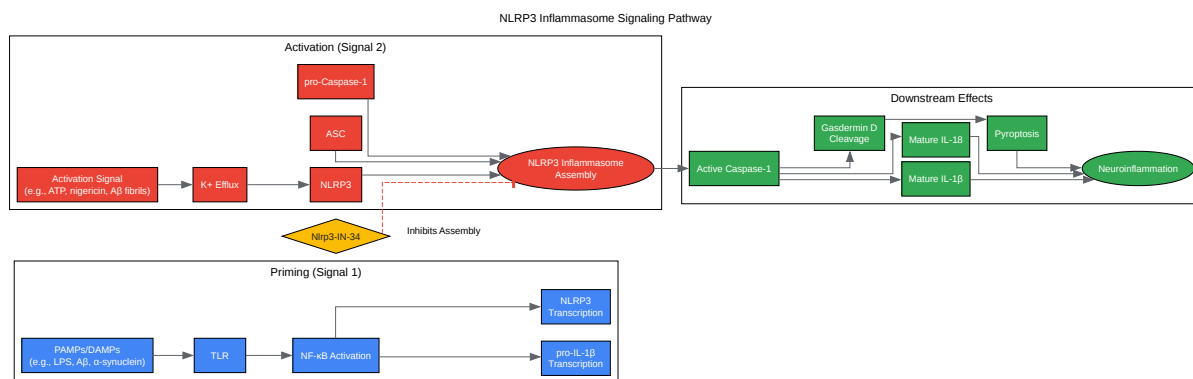 NLRP3 Inflammasome Signaling Pathway
Activation (Signal 2)
pro-Caspase-1
ASC
Activation Signal
(e.g., ATP, nigericin, Aβ fibrils)
K+ Efflux
NLRP3
NLRP3 Inflammasome
Assembly
Nlrp3-IN-34
Inhibits Assembly
Downstream Effects
Active Caspase-1
Gasdermin D
Cleavage
Mature IL-18
Mature IL-1β
Pyroptosis
Neuroinflammation
Priming (Signal 1)
PAMPs/DAMPs
(e.g., LPS, Aβ, α-synuclein)
TLR
NF-κB Activation
NLRP3
Transcription
pro-IL-1β
Transcription